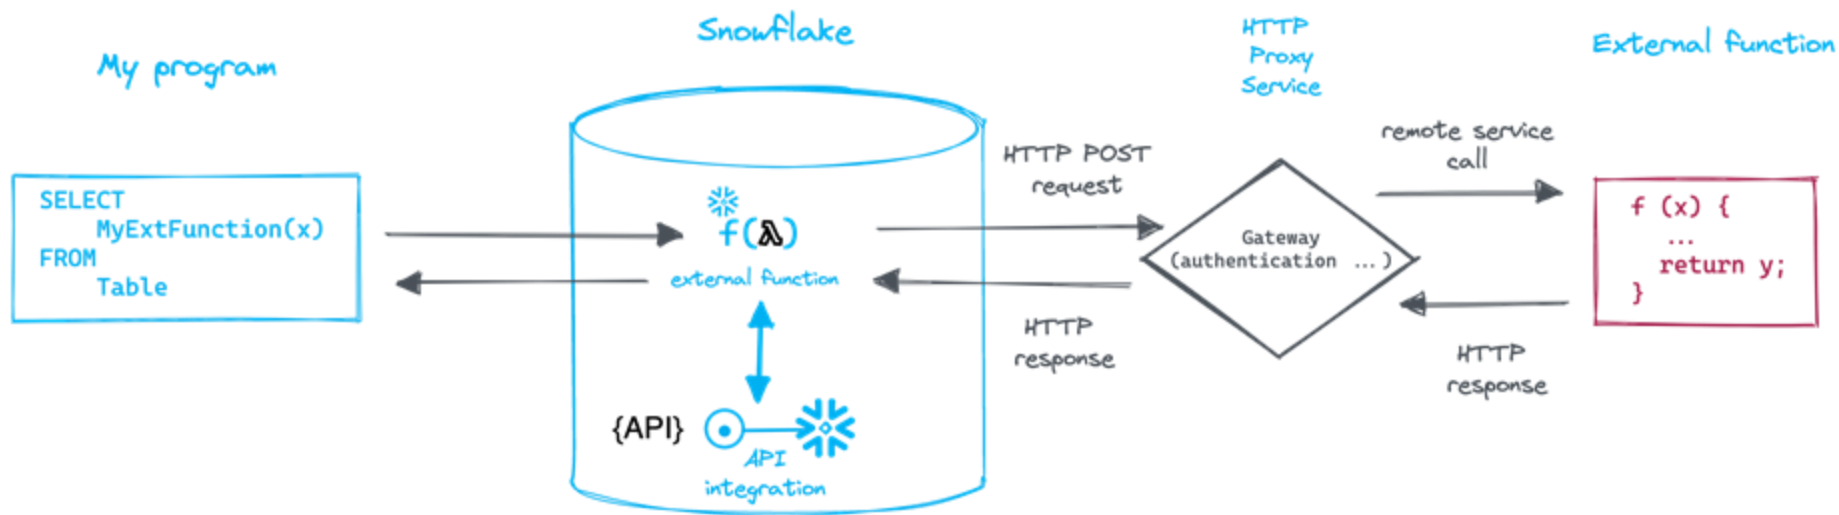 My program
SELECT
MyExtFunction(x)
FROM
Table
Snowflake
f(λ)
external function
{API}
API
integration
HTTP POST
request
HTTP
response
HTTP
Proxy
Service
Gateway
(authentication ...)
remote service
call
HTTP
response
External function
f (x) {
...
return y;
}